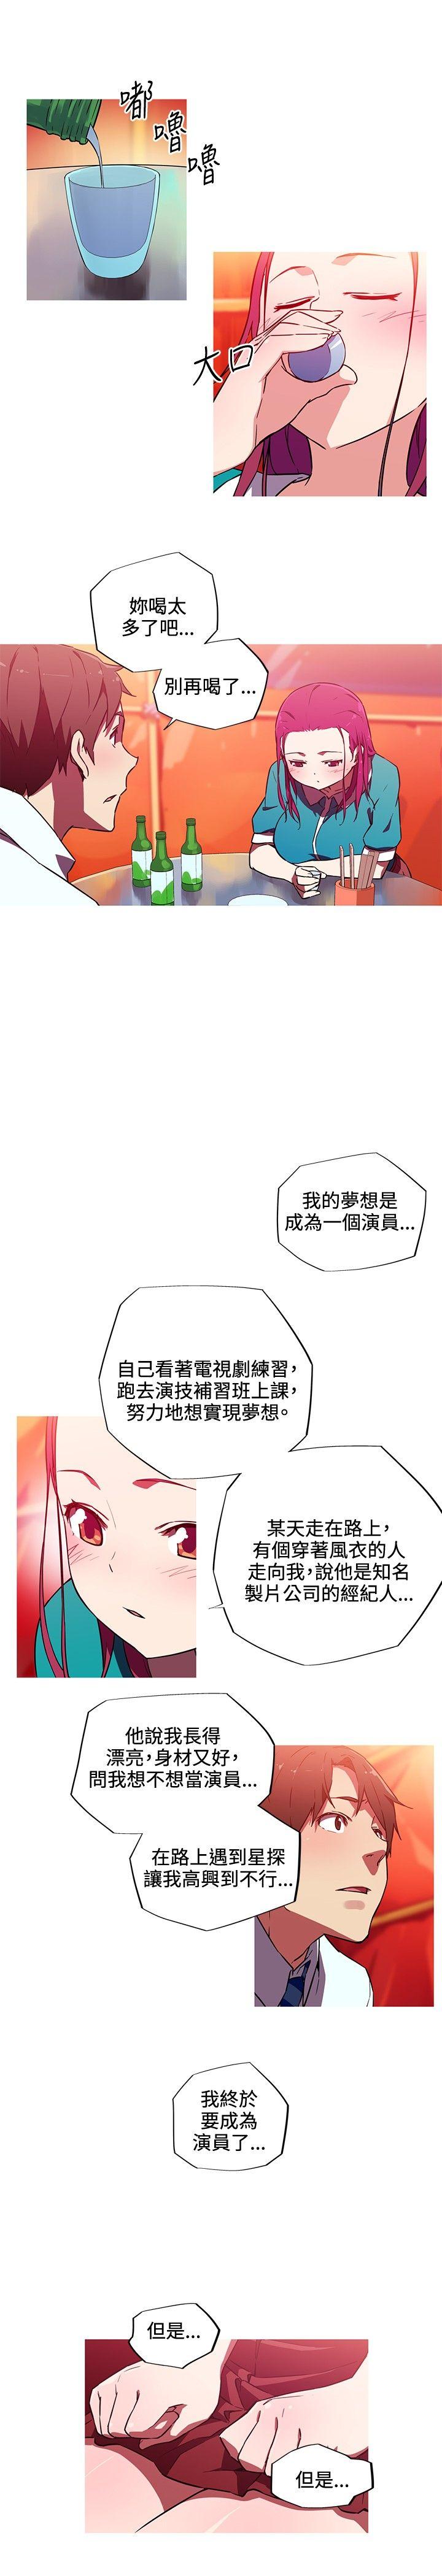 嘟
嚕
嚕
大口
妳喝太
多了吧...
別再喝了...
我的夢想是
成為一個演員...
自己看著電視劇練習，
跑去演技補習班上課，
努力地想實現夢想。
某天走在路上，
有個穿著風衣的人
走向我，說他是知名
製片公司的經紀人...
他說我長得
漂亮，身材又好，
問我想不想當演員...
在路上遇到星探
讓我高興到不行...
我終於
要成為
演員了...
但是...
但是...